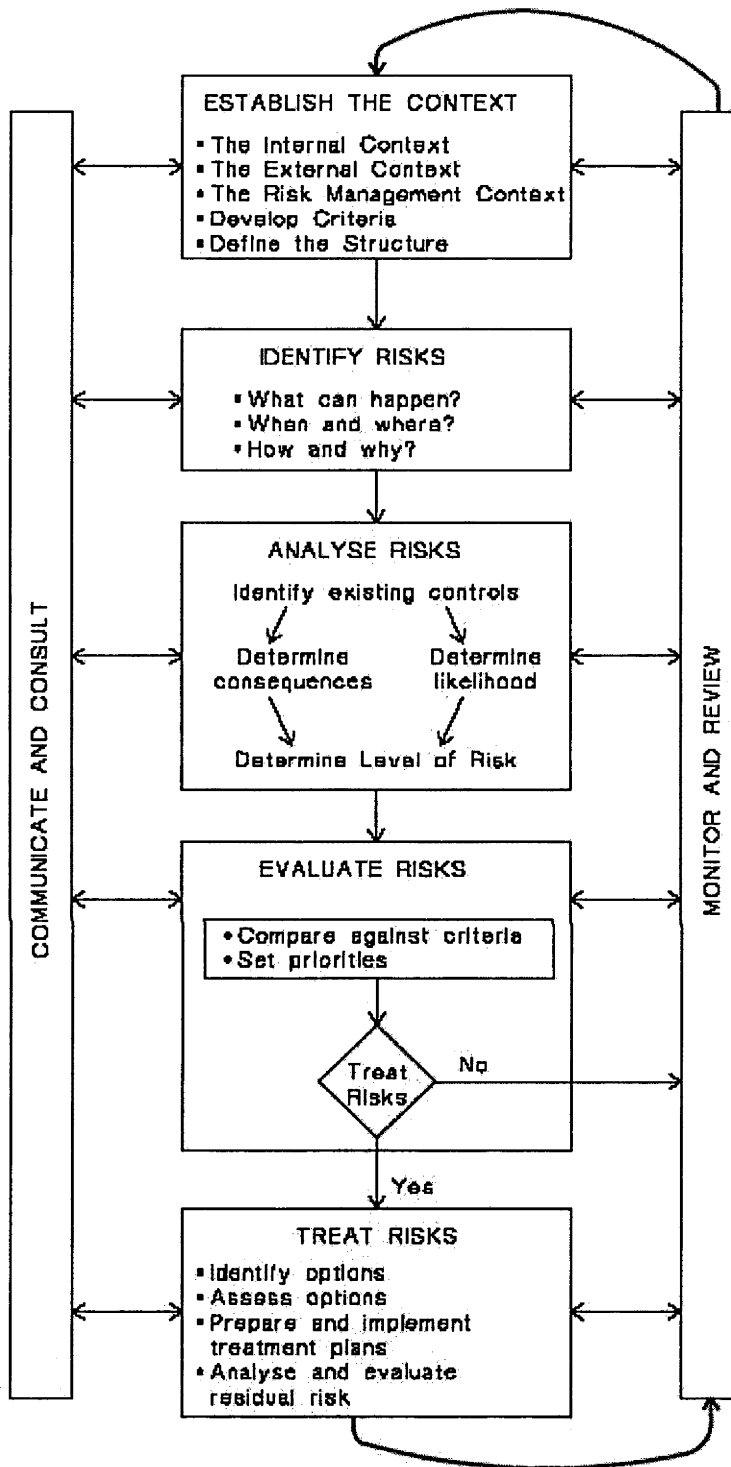 ESTABLISH THE CONTEXT
▪ The Internal Context
▪ The External Context
▪ The Risk Management Context
▪ Develop Criteria
▪ Define the Structure
IDENTIFY RISKS
▪ What can happen?
▪ When and where?
▪ How and why?
ANALYSE RISKS
Identify existing controls
Determine
consequences
Determine
likelihood
Determine Level of Risk
EVALUATE RISKS
• Compare against criteria
• Set priorities
Treat
Risks
No
Yes
TREAT RISKS
▪ Identify options
▪ Assess options
▪ Prepare and implement
treatment plans
▪ Analyse and evaluate
residual risk
COMMUNICATE AND CONSULT
MONITOR AND REVIEW